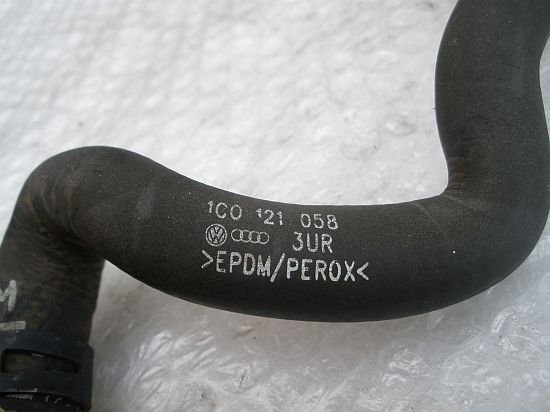 1C0 121 058
3UR
>EPDM/PEROX<
M